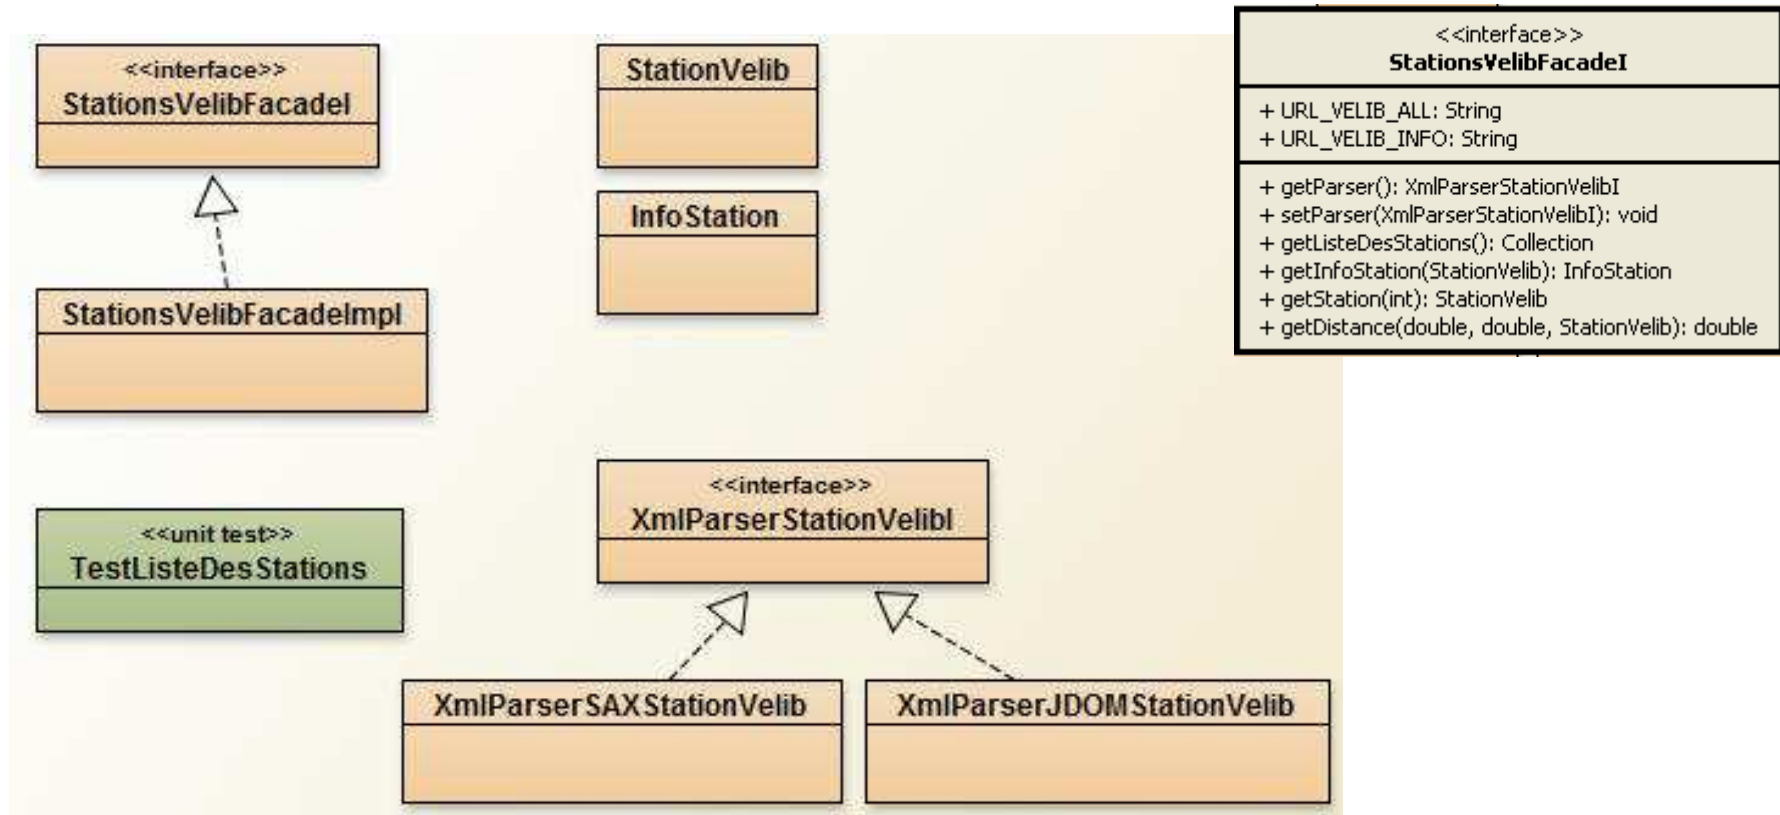 <<interface>>
StationsVelibFacadeI
StationsVelibFacadeImpl
<<unit test>>
TestListeDesStations
StationVelib
InfoStation
<<interface>>
XmlParserStationVelibI
XmlParserSAXStationVelib
XmlParserJDOMStationVelib
<<interface>>
StationsVelibFacadeI
+ URL_VELIB_ALL: String
+ URL_VELIB_INFO: String
+ getParser(): XmlParserStationVelibI
+ setParser(XmlParserStationVelibI): void
+ getListeDesStations(): Collection
+ getInfoStation(StationVelib): InfoStation
+ getStation(int): StationVelib
+ getDistance(double, double, StationVelib): double